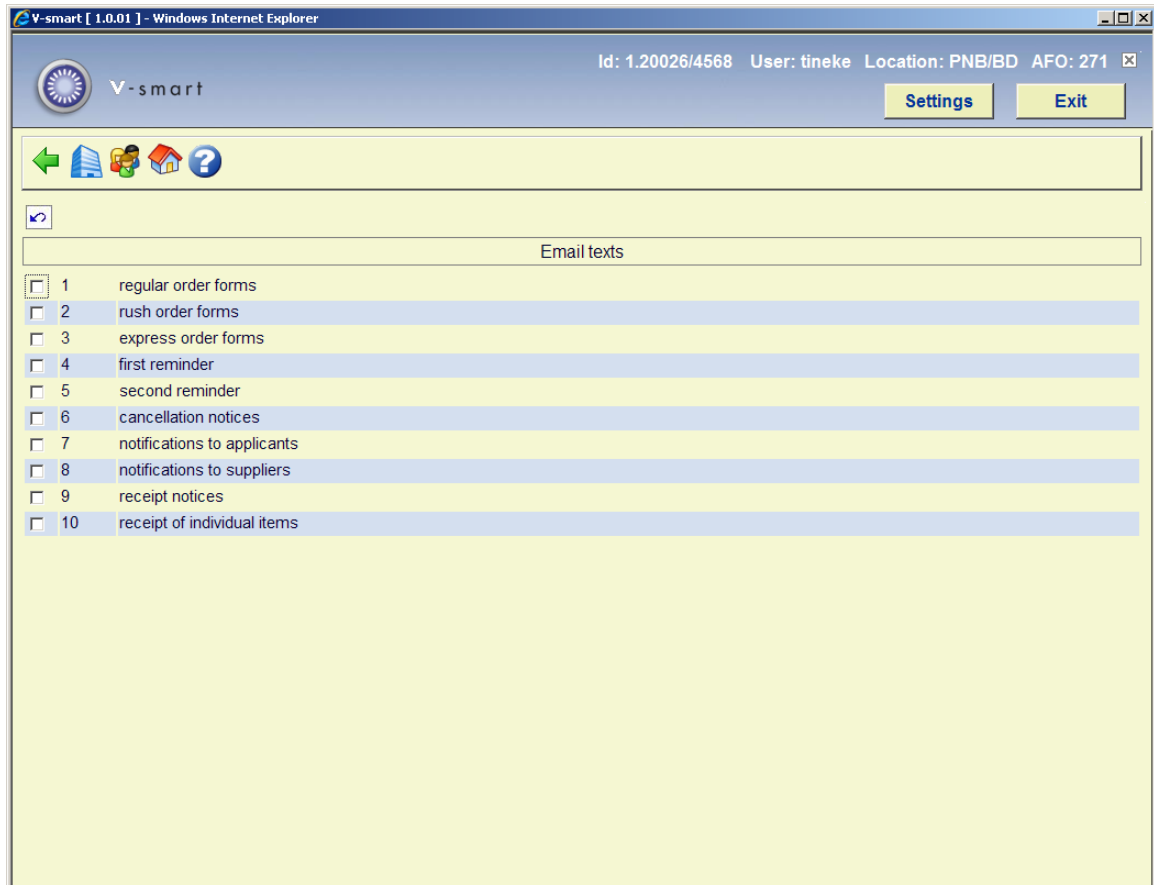 V-smart [ 1.0.01 ] - Windows Internet Explorer
Id: 1.20026/4568 User: tineke Location: PNB/BD AFO: 271
V-smart
Settings Exit
Email texts
1 regular order forms
2 rush order forms
3 express order forms
4 first reminder
5 second reminder
6 cancellation notices
7 notifications to applicants
8 notifications to suppliers
9 receipt notices
10 receipt of individual items